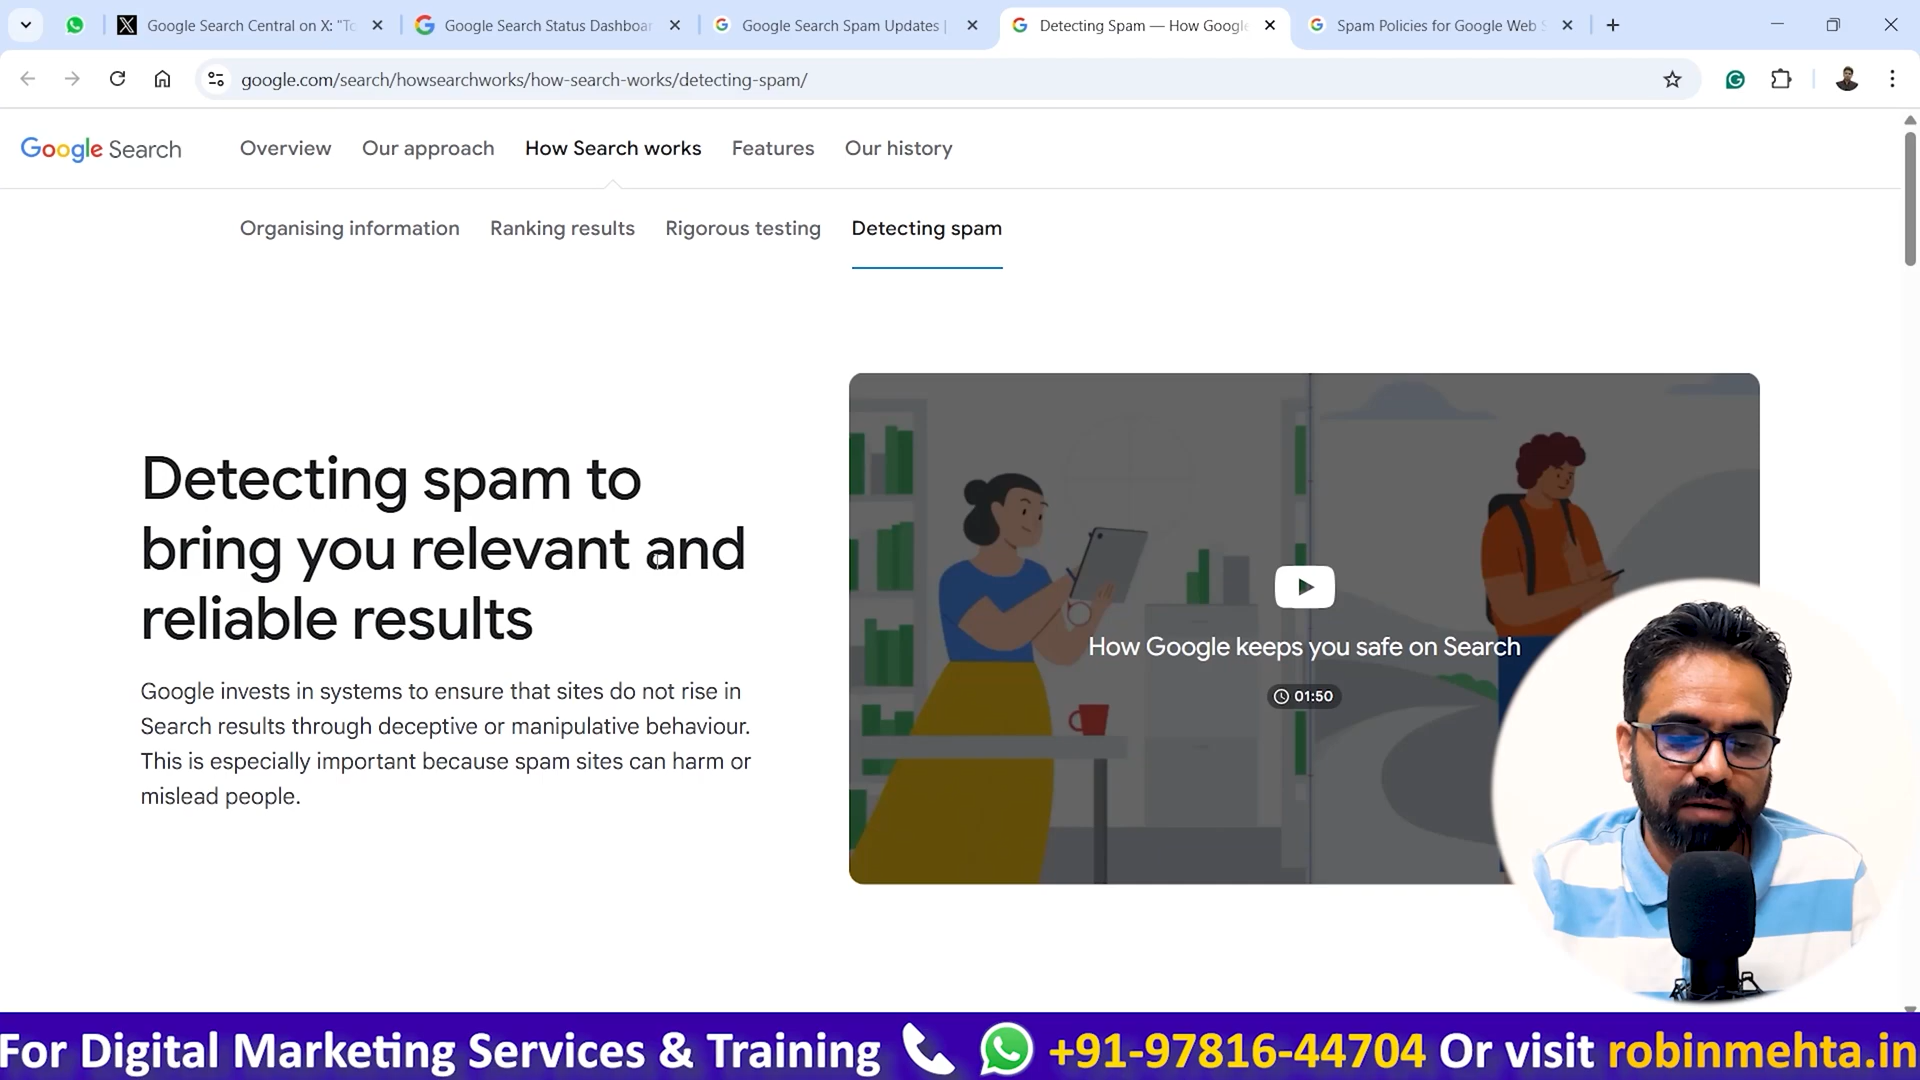 Google Search Central on X: "To
Google Search Status Dashboar
Google Search Spam Updates |
Detecting Spam — How Google
Spam Policies for Google Web S
google.com/search/howsearchworks/how-search-works/detecting-spam/
Google Search
Overview
Our approach
How Search works
Features
Our history
Organising information
Ranking results
Rigorous testing
Detecting spam
Detecting spam to
bring you relevant and
reliable results
Google invests in systems to ensure that sites do not rise in
Search results through deceptive or manipulative behaviour.
This is especially important because spam sites can harm or
mislead people.
How Google keeps you safe on Search
01:50
For Digital Marketing Services & Training +91-97816-44704 Or visit robinmehta.in